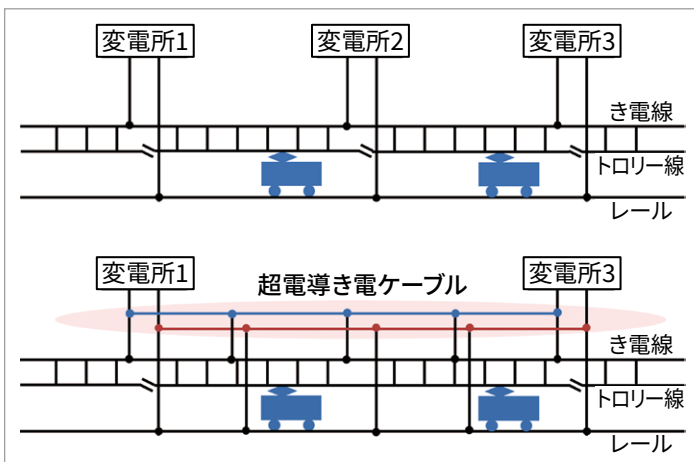 変電所1
変電所2
変電所3
き電線
トロリー線
レール
変電所1
超電導き電ケーブル
変電所3
き電線
トロリー線
レール